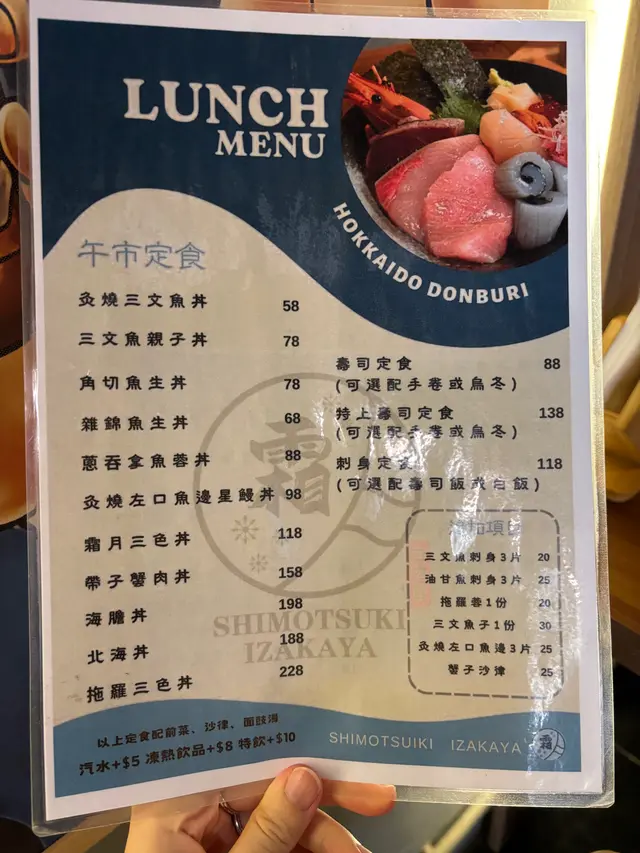 LUNCH
MENU
HOKKAIDO DONBURI
午市定食
炙燒三文魚丼 58
三文魚親子丼 78
角切魚生丼 78
雜錦魚生丼 68
蔥吞拿魚蓉丼 88
炙燒左口魚邊星鰻丼 98
霜月三色丼 118
帶子蟹肉丼 158
海膽丼 198
北海丼 188
拖羅三色丼 228
壽司定食 88
(可選配手卷或烏冬)
特上壽司定食 138
(可選配手卷或烏冬)
刺身定食 118
(可選配壽司飯或白飯)
項目
三文魚刺身3片 20
油甘魚刺身3片 25
拖羅蓉1份 20
三文魚子1份 30
炙燒左口魚邊3片 25
蟹子沙律 25
霜
SHIMOTSUKI
IZAKAYA
以上定食配前菜、沙律、麵豉湯
汽水+$5 凍熱飲品+$8 特飲+$10
SHIMOTSUIKI IZAKAYA
霜